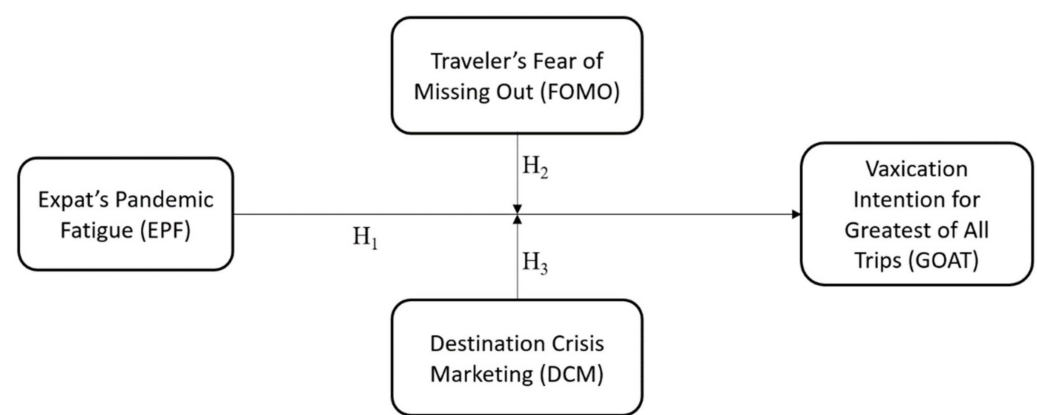 Traveler’s Fear of
Missing Out (FOMO)
H₂
Expat’s Pandemic
Fatigue (EPF)
H₁
Vaxication
Intention for
Greatest of All
Trips (GOAT)
H₃
Destination Crisis
Marketing (DCM)